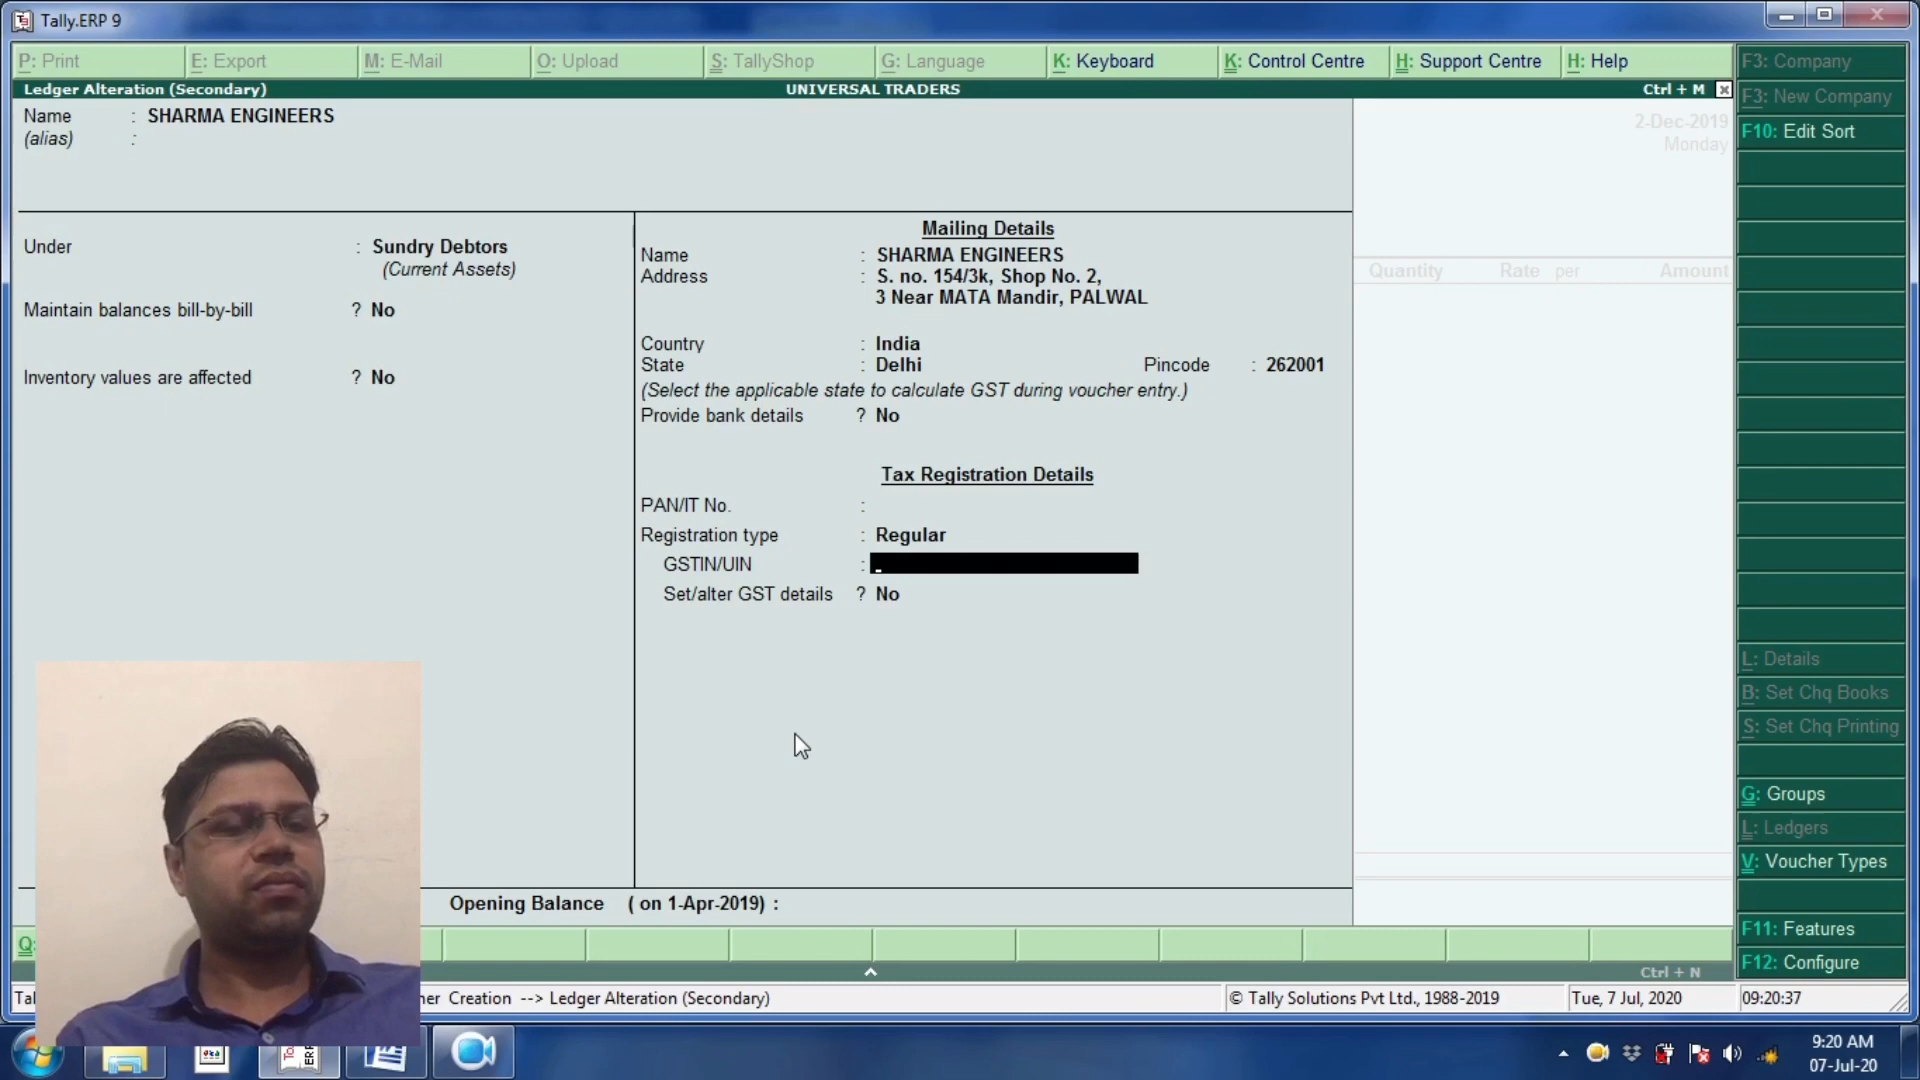 Tally.ERP 9
P: Print E: Export M: E-Mail O: Upload S: TallyShop G: Language K: Keyboard K: Control Centre H: Support Centre H: Help
Ledger Alteration (Secondary) UNIVERSAL TRADERS Ctrl + M
Name : SHARMA ENGINEERS
(alias) :
2-Dec-2019
Monday
Under : Sundry Debtors
(Current Assets)
Maintain balances bill-by-bill ? No
Inventory values are affected ? No
Mailing Details
Name : SHARMA ENGINEERS
Address : S. no. 154/3k, Shop No. 2,
3 Near MATA Mandir, PALWAL
Country : India
State : Delhi Pincode : 262001
(Select the applicable state to calculate GST during voucher entry.)
Provide bank details ? No
Tax Registration Details
PAN/IT No. :
Registration type : Regular
GSTIN/UIN :
Set/alter GST details ? No
Quantity Rate per Amount
Opening Balance ( on 1-Apr-2019) :
F3: Company
F3: New Company
F10: Edit Sort
L: Details
B: Set Chq Books
S: Set Chq Printing
G: Groups
L: Ledgers
V: Voucher Types
F11: Features
F12: Configure
Q:
Ctrl + N
Creation --> Ledger Alteration (Secondary) © Tally Solutions Pvt Ltd., 1988-2019 Tue, 7 Jul, 2020 09:20:37
9:20 AM
07-Jul-20